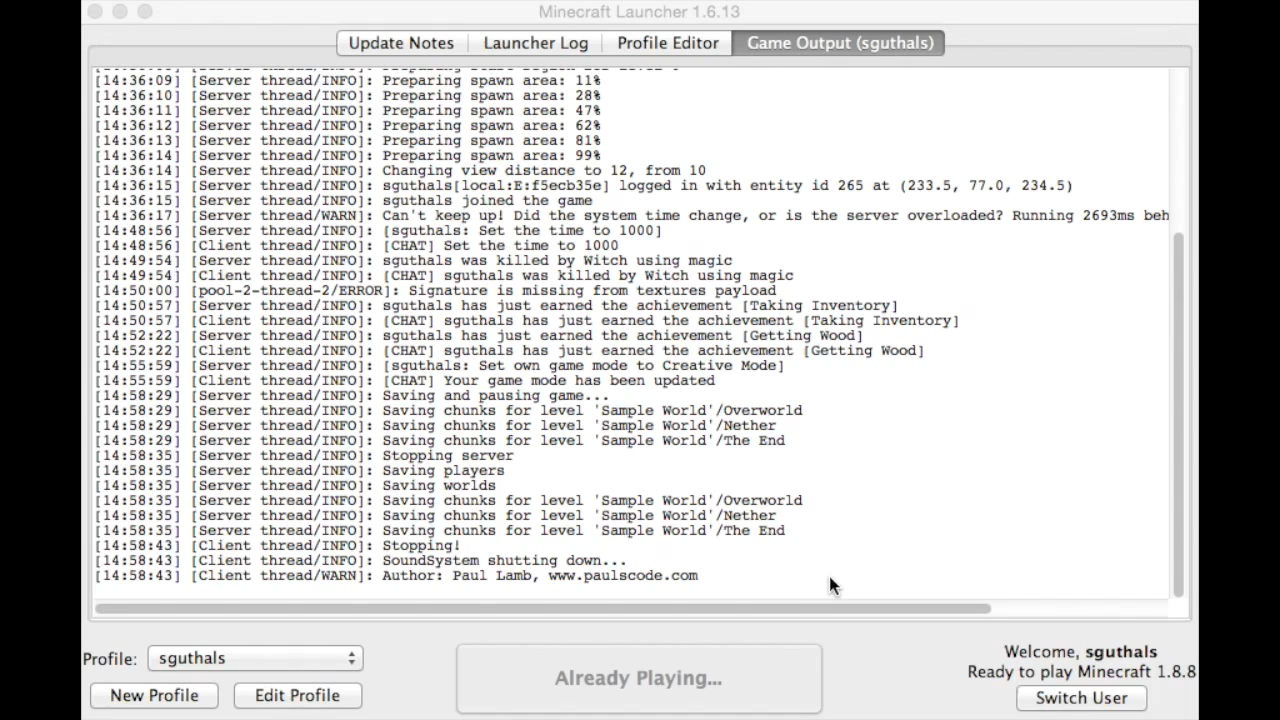 Minecraft Launcher 1.6.13
Update Notes Launcher Log Profile Editor Game Output (sguthals)
[14:36:09] [Server thread/INFO]: Preparing spawn area: 11%
[14:36:10] [Server thread/INFO]: Preparing spawn area: 28%
[14:36:11] [Server thread/INFO]: Preparing spawn area: 47%
[14:36:12] [Server thread/INFO]: Preparing spawn area: 62%
[14:36:13] [Server thread/INFO]: Preparing spawn area: 81%
[14:36:14] [Server thread/INFO]: Preparing spawn area: 99%
[14:36:14] [Server thread/INFO]: Changing view distance to 12, from 10
[14:36:15] [Server thread/INFO]: sguthals[local:E:f5ecb35e] logged in with entity id 265 at (233.5, 77.0, 234.5)
[14:36:15] [Server thread/INFO]: sguthals joined the game
[14:36:17] [Server thread/WARN]: Can't keep up! Did the system time change, or is the server overloaded? Running 2693ms beh
[14:48:56] [Server thread/INFO]: [sguthals: Set the time to 1000]
[14:48:56] [Client thread/INFO]: [CHAT] Set the time to 1000
[14:49:54] [Server thread/INFO]: sguthals was killed by Witch using magic
[14:49:54] [Client thread/INFO]: [CHAT] sguthals was killed by Witch using magic
[14:50:00] [pool-2-thread-2/ERROR]: Signature is missing from textures payload
[14:50:57] [Server thread/INFO]: sguthals has just earned the achievement [Taking Inventory]
[14:50:57] [Client thread/INFO]: [CHAT] sguthals has just earned the achievement [Taking Inventory]
[14:52:22] [Server thread/INFO]: sguthals has just earned the achievement [Getting Wood]
[14:52:22] [Client thread/INFO]: [CHAT] sguthals has just earned the achievement [Getting Wood]
[14:55:59] [Server thread/INFO]: [sguthals: Set own game mode to Creative Mode]
[14:55:59] [Client thread/INFO]: [CHAT] Your game mode has been updated
[14:58:29] [Server thread/INFO]: Saving and pausing game...
[14:58:29] [Server thread/INFO]: Saving chunks for level 'Sample World'/Overworld
[14:58:29] [Server thread/INFO]: Saving chunks for level 'Sample World'/Nether
[14:58:29] [Server thread/INFO]: Saving chunks for level 'Sample World'/The End
[14:58:35] [Server thread/INFO]: Stopping server
[14:58:35] [Server thread/INFO]: Saving players
[14:58:35] [Server thread/INFO]: Saving worlds
[14:58:35] [Server thread/INFO]: Saving chunks for level 'Sample World'/Overworld
[14:58:35] [Server thread/INFO]: Saving chunks for level 'Sample World'/Nether
[14:58:35] [Server thread/INFO]: Saving chunks for level 'Sample World'/The End
[14:58:43] [Client thread/INFO]: Stopping!
[14:58:43] [Client thread/INFO]: SoundSystem shutting down...
[14:58:43] [Client thread/WARN]: Author: Paul Lamb, www.paulscode.com
Profile: sguthals
New Profile Edit Profile
Already Playing...
Welcome, sguthals
Ready to play Minecraft 1.8.8
Switch User